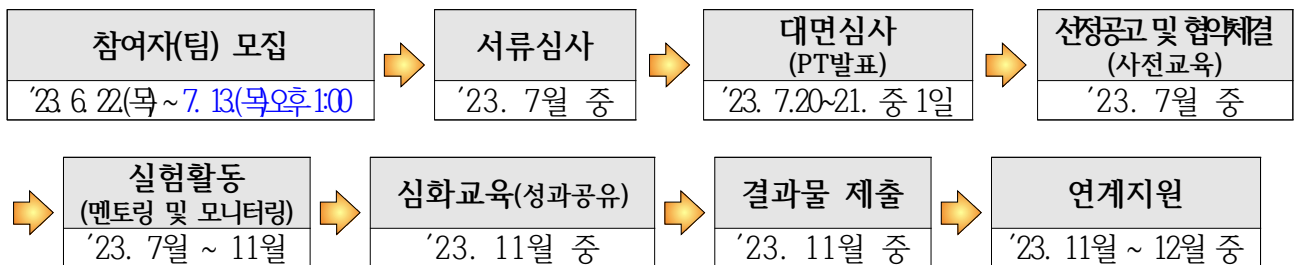 참여자(팀) 모집
'23. 6. 22.(목) ~ 7. 13.(목)오후 1:00
서류심사
'23. 7월 중
대면심사
(PT발표)
'23. 7.20~21. 중 1일
선정공고 및 협약체결
(사전교육)
'23. 7월 중
실험활동
(멘토링 및 모니터링)
'23. 7월 ~ 11월
심화교육(성과공유)
'23. 11월 중
결과물 제출
'23. 11월 중
연계지원
'23. 11월 ~ 12월 중